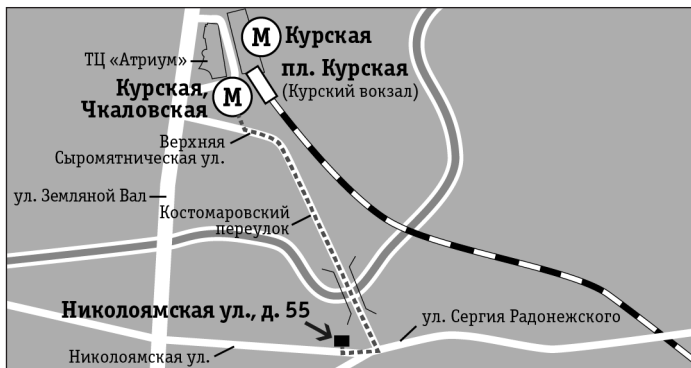 М Курская
ТЦ «Атриум»
пл. Курская
(Курский вокзал)
Курская,
Чкаловская
М
Верхняя
Сыромятническая ул.
ул. Земляной Вал
Костомаровский
переулок
Николоямская ул., д. 55
ул. Сергия Радонежского
Николоямская ул.